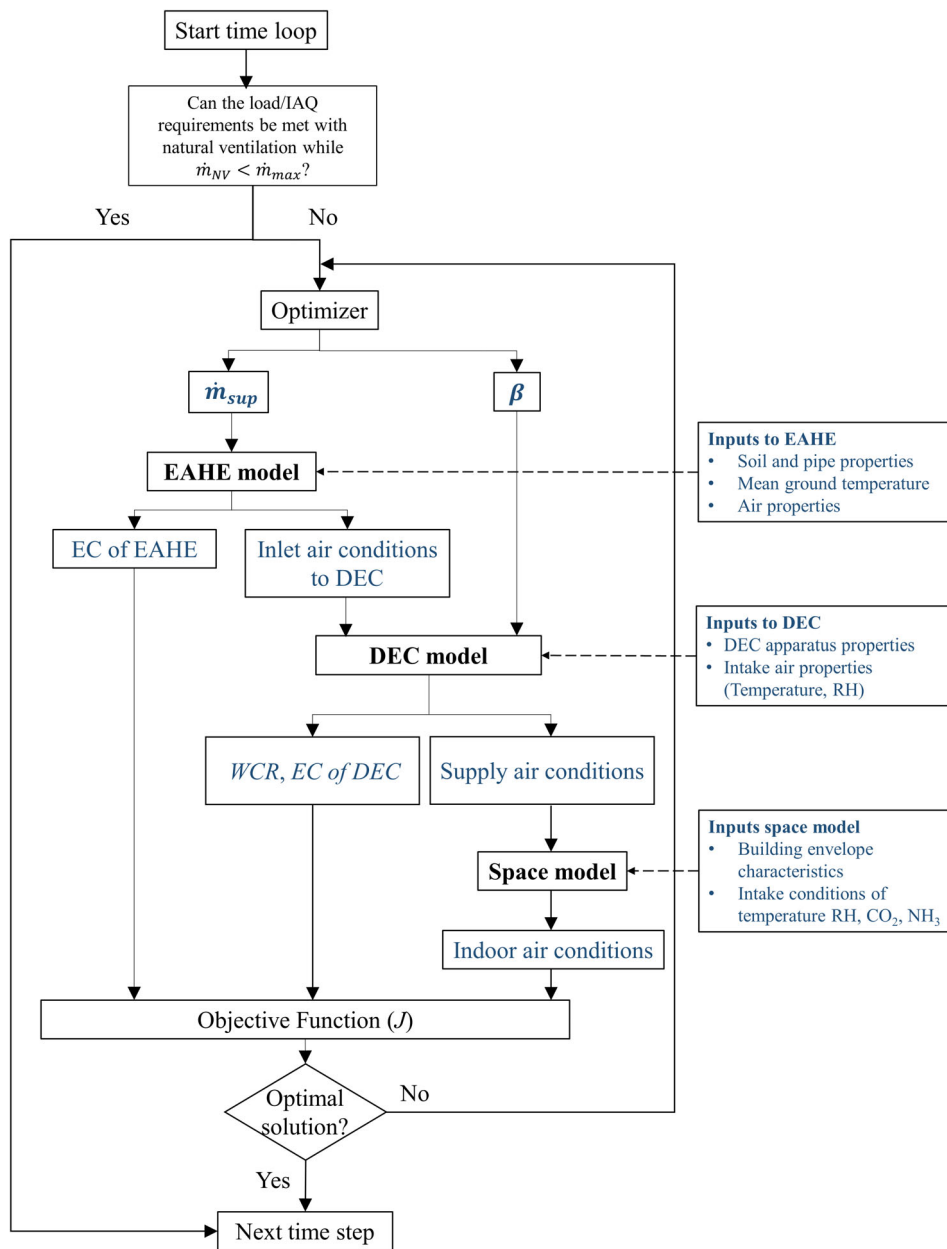 Start time loop
Can the load/IAQ
requirements be met with
natural ventilation while
ṁ_NV < ṁ_max?
Yes
No
Optimizer
ṁ_sup
β
EAHE model
Inputs to EAHE
• Soil and pipe properties
• Mean ground temperature
• Air properties
EC of EAHE
Inlet air conditions
to DEC
DEC model
Inputs to DEC
• DEC apparatus properties
• Intake air properties
(Temperature, RH)
WCR, EC of DEC
Supply air conditions
Space model
Inputs space model
• Building envelope
characteristics
• Intake conditions of
temperature RH, CO₂, NH₃
Indoor air conditions
Objective Function (J)
Optimal
solution?
No
Yes
Next time step